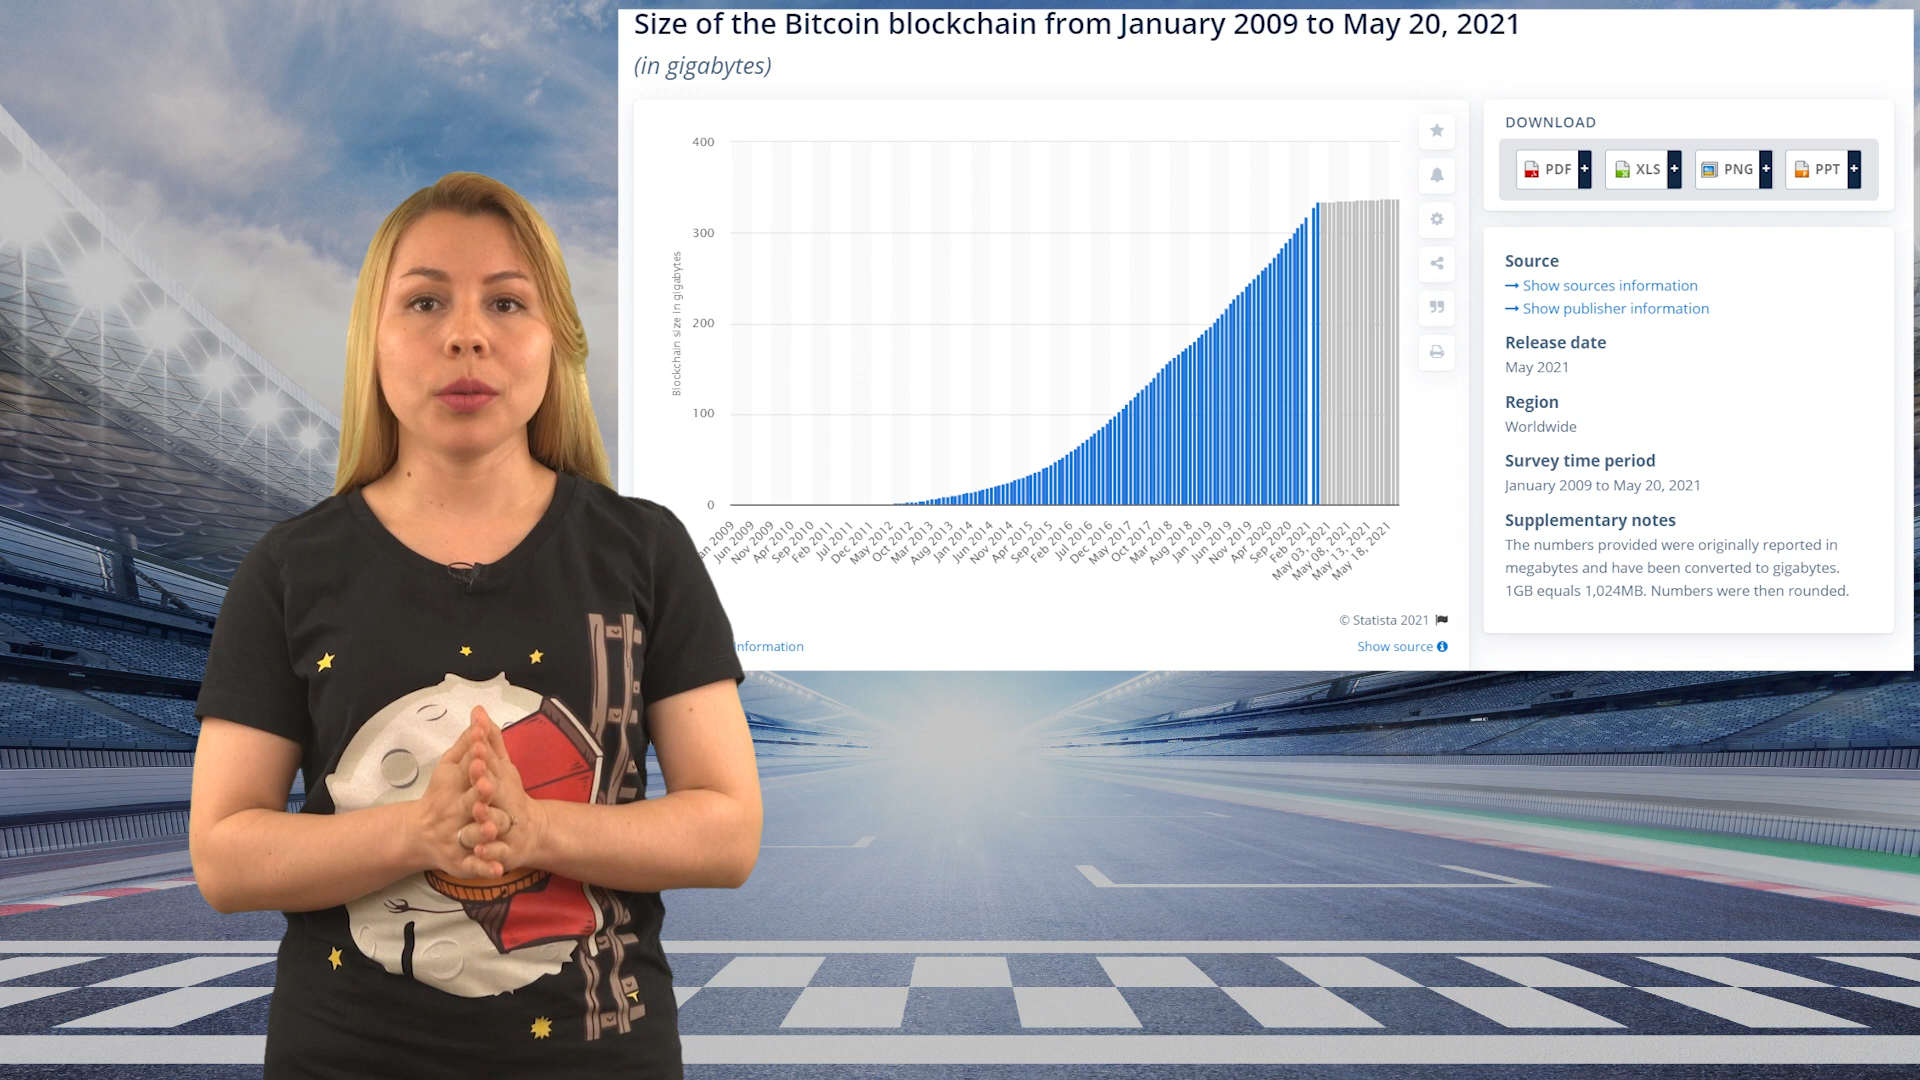 Size of the Bitcoin blockchain from January 2009 to May 20, 2021
(in gigabytes)
400
300
200
100
0
Blockchain size in gigabytes
an 2009
Jun 2009
Nov 2009
Apr 2010
Sep 2010
Feb 2011
Jul 2011
Dec 2011
May 2012
Oct 2012
Mar 2013
Aug 2013
Jan 2014
Jun 2014
Nov 2014
Apr 2015
Sep 2015
Feb 2016
Jul 2016
Dec 2016
May 2017
Oct 2017
Mar 2018
Aug 2018
Jan 2019
Jun 2019
Nov 2019
Apr 2020
Sep 2020
Feb 2021
May 03, 2021
May 08, 2021
May 13, 2021
May 18, 2021
© Statista 2021
nformation
Show source
DOWNLOAD
PDF +
XLS +
PNG +
PPT +
Source
→ Show sources information
→ Show publisher information
Release date
May 2021
Region
Worldwide
Survey time period
January 2009 to May 20, 2021
Supplementary notes
The numbers provided were originally reported in
megabytes and have been converted to gigabytes.
1GB equals 1,024MB. Numbers were then rounded.